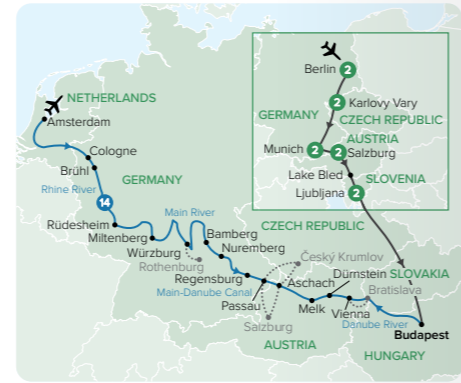 Berlin
2
2
Karlovy Vary
NETHERLANDS
GERMANY
CZECH REPUBLIC
Amsterdam
AUSTRIA
Munich
2
2
Salzburg
Cologne
Lake Bled
SLOVENIA
Brühl
GERMANY
Ljubljana
2
Rhine River
14
Main River
Rüdesheim
CZECH REPUBLIC
Miltenberg
Bamberg
Würzburg
Nuremberg
Rothenburg
Český Krumlov
Regensburg
Dürnstein
SLOVAKIA
Main-Danube Canal
Aschach
Bratislava
Passau
Melk
Vienna
Danube River
Salzburg
Budapest
AUSTRIA
HUNGARY